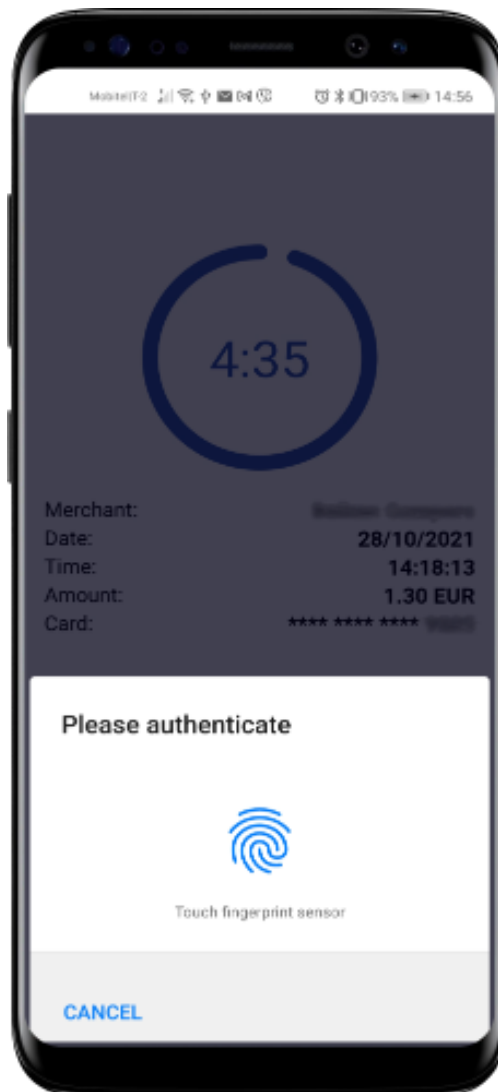 14:56
93%
4:35
Merchant:
Date: 28/10/2021
Time: 14:18:13
Amount: 1.30 EUR
Card: **** **** ****
Please authenticate
Touch fingerprint sensor
CANCEL